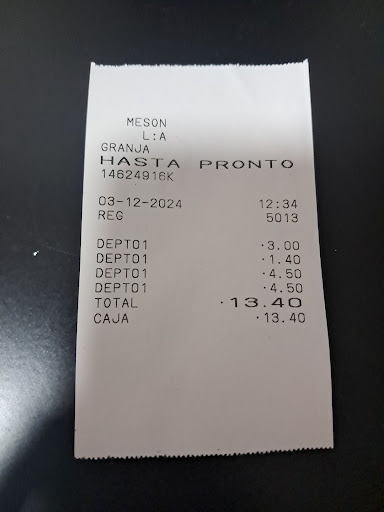 MESON
L:A
GRANJA
HASTA PRONTO
14624916K
03-12-2024 12:34
REG 5013
DEPT01 ·3.00
DEPT01 ·1.40
DEPT01 ·4.50
DEPT01 ·4.50
TOTAL ·13.40
CAJA ·13.40